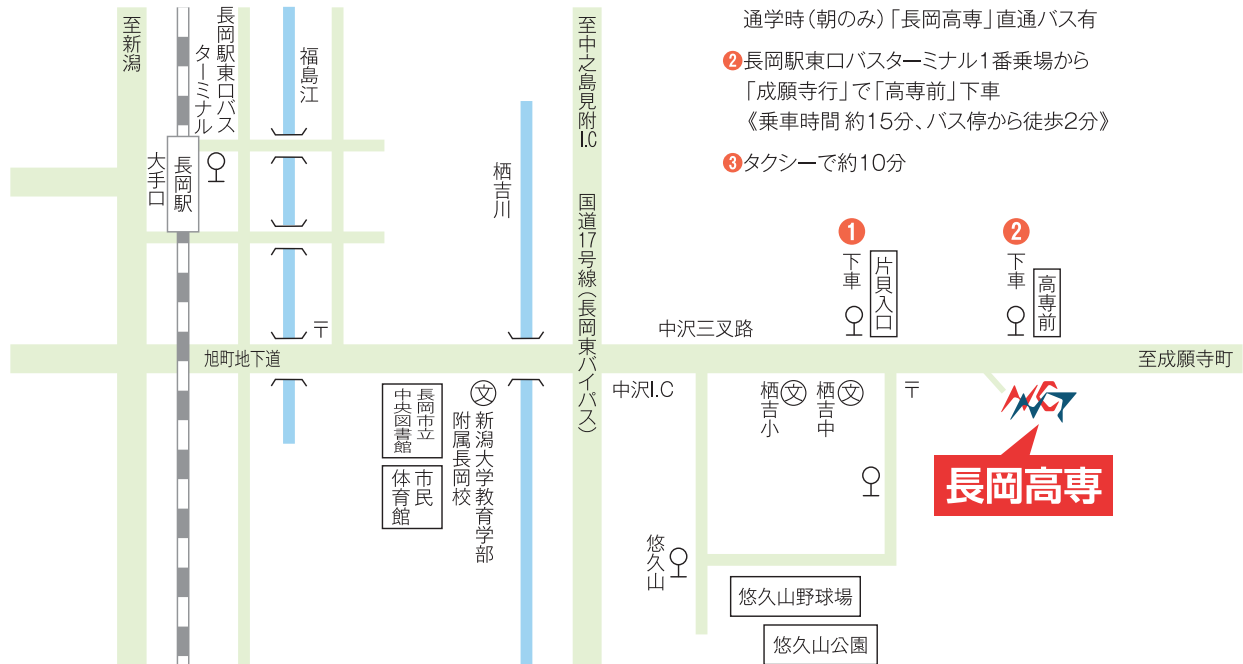 通学時(朝のみ)「長岡高専」直通バス有
❷長岡駅東口バスターミナル1番乗場から
「成願寺行」で「高専前」下車
《乗車時間 約15分、バス停から徒歩2分》
❸タクシーで約10分
至新潟
長岡駅東口バス
ターミナル
福島江
至中之島見附I.C
大手口
長岡駅
栖吉川
国道17号線(長岡東バイパス)
❶
下車
片貝入口
❷
下車
高専前
〒
中沢三叉路
旭町地下道
至成願寺町
中沢I.C
長岡市立
中央図書館
市民
体育館
文
新潟大学教育学部
附属長岡校
文
栖吉小
文
栖吉中
〒
長岡高専
悠久山
悠久山野球場
悠久山公園